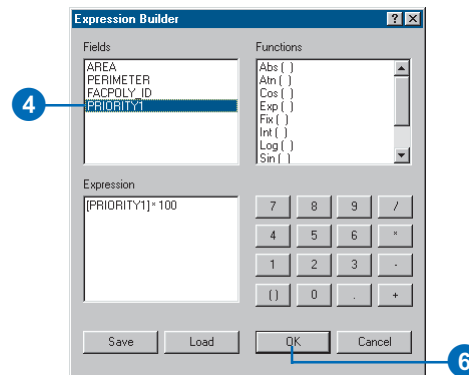 Expression Builder
Fields
Functions
AREA
PERIMETER
FACPOLY_ID
PRIORITY1
Abs ( )
Atn ( )
Cos ( )
Exp ( )
Fix ( )
Int ( )
Log ( )
Sin ( )
4
Expression
[PRIORITY1] * 100
7 8 9 /
4 5 6 *
1 2 3 -
( ) 0 . +
Save Load OK Cancel
6